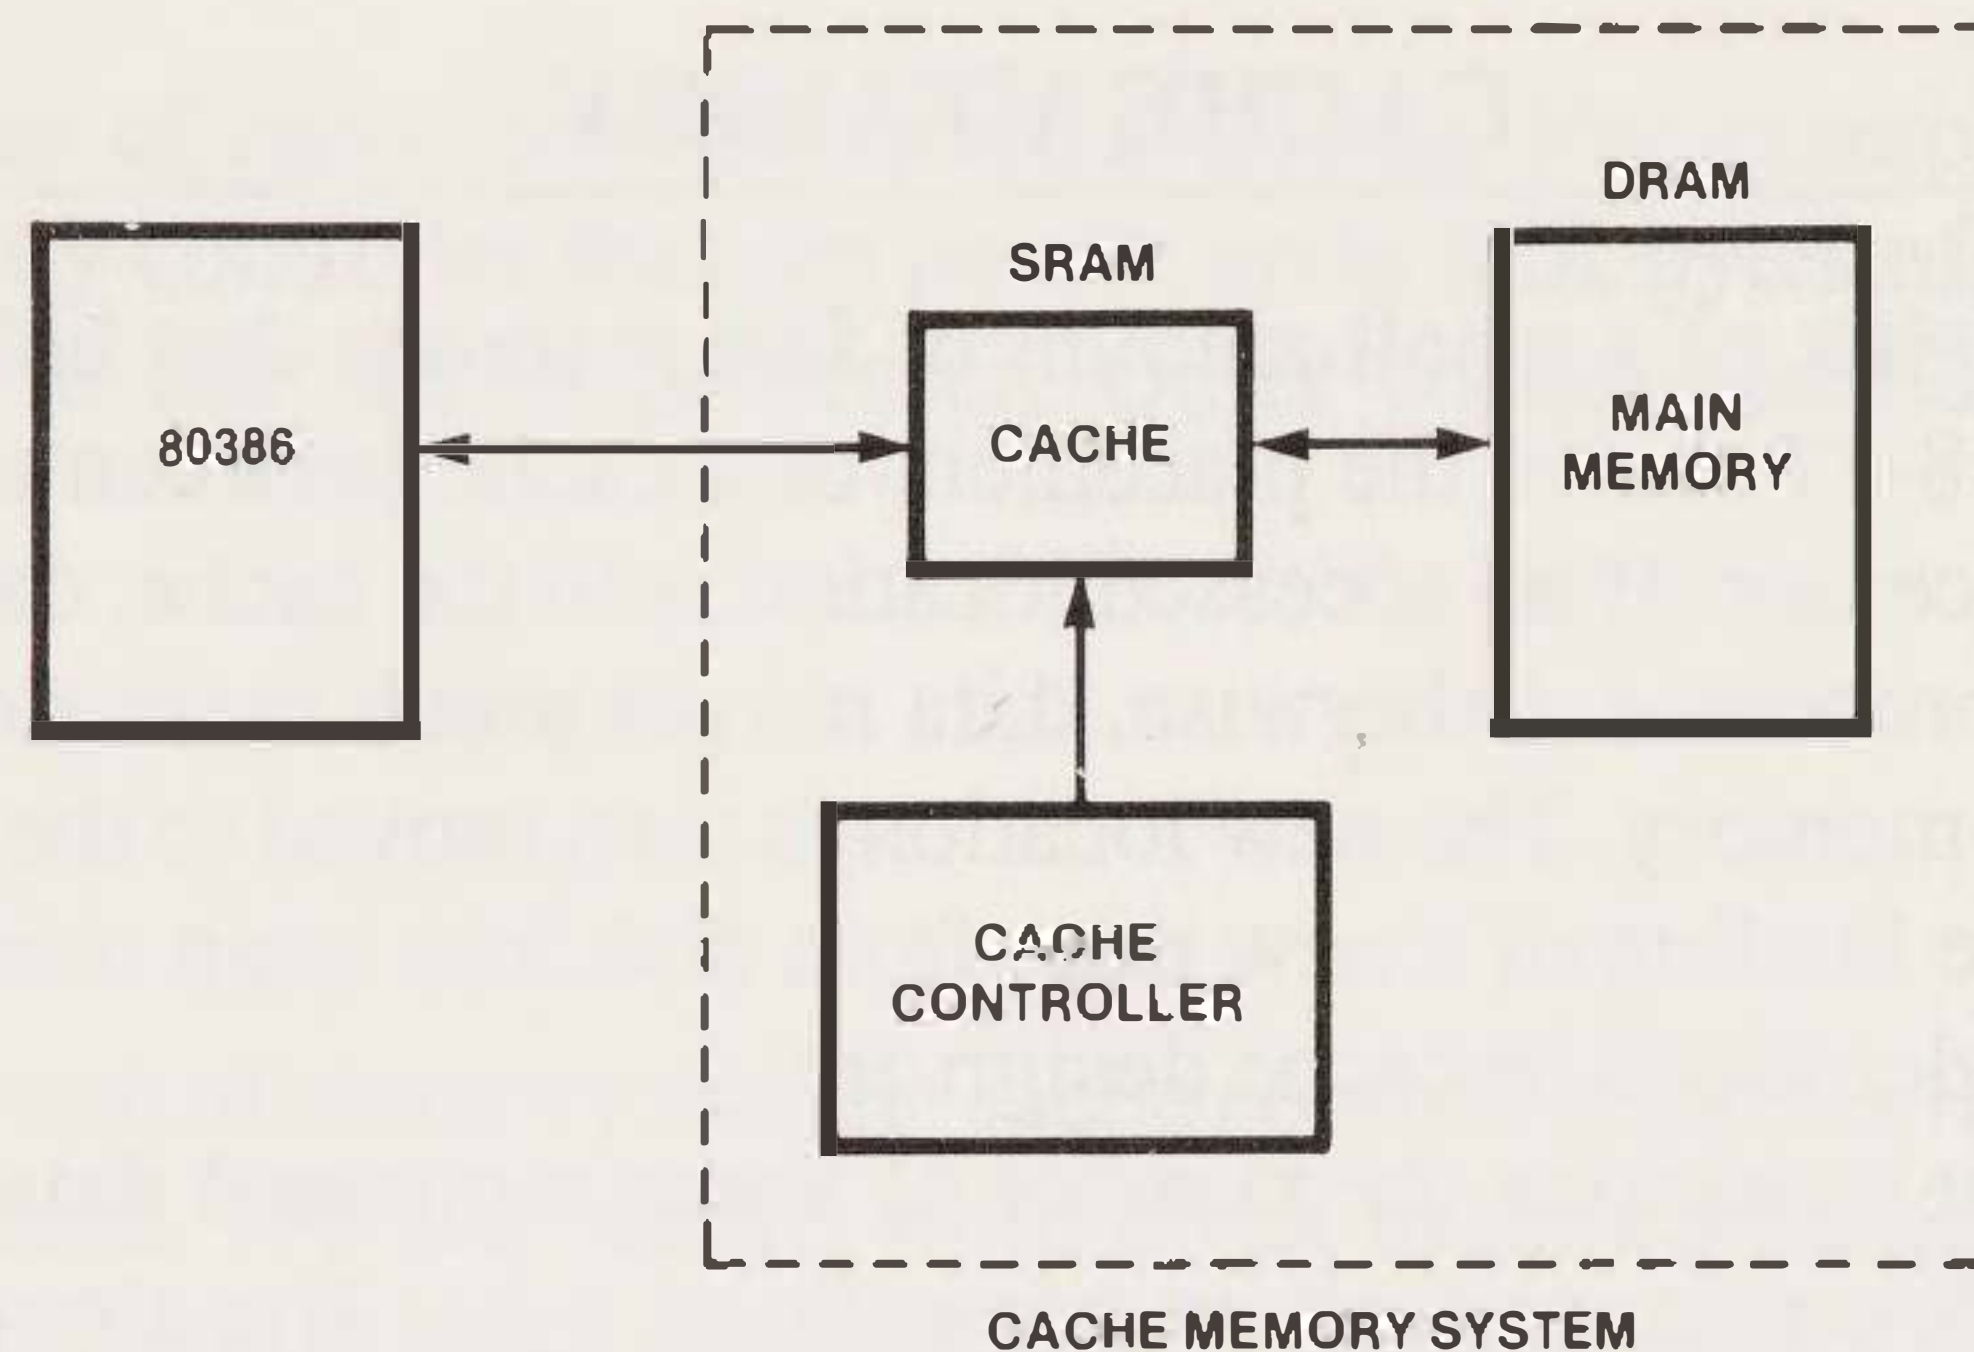 DRAM
SRAM
80386
CACHE
MAIN
MEMORY
CACHE
CONTROLLER
CACHE MEMORY SYSTEM